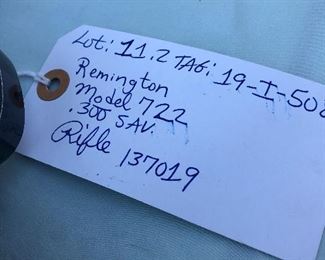 Lot: 11.2 TAG: 19-I-50
Remington
Model 722
.300 SAV.
Rifle 137019